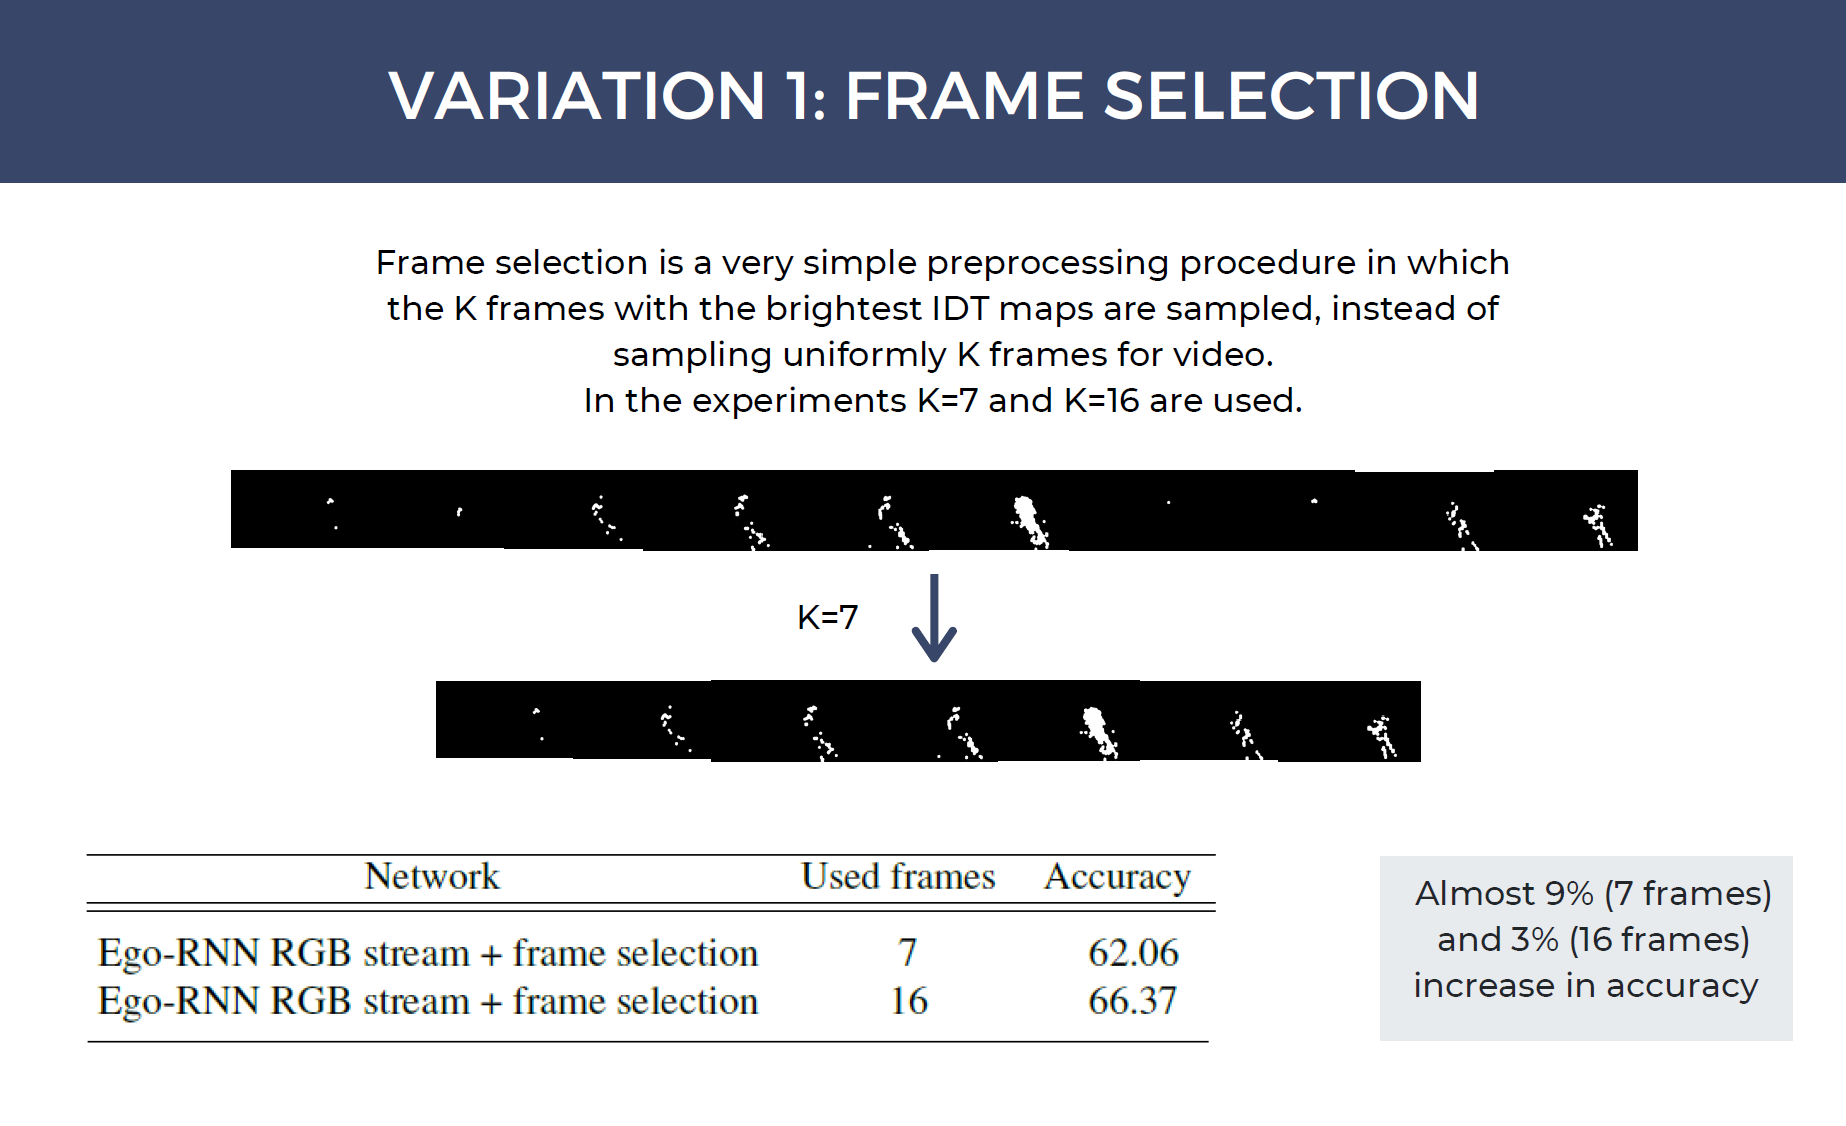 VARIATION 1: FRAME SELECTION
Frame selection is a very simple preprocessing procedure in which
the K frames with the brightest IDT maps are sampled, instead of
sampling uniformly K frames for video.
In the experiments K=7 and K=16 are used.
K=7
Network Used frames Accuracy
Ego-RNN RGB stream + frame selection 7 62.06
Ego-RNN RGB stream + frame selection 16 66.37
Almost 9% (7 frames)
and 3% (16 frames)
increase in accuracy